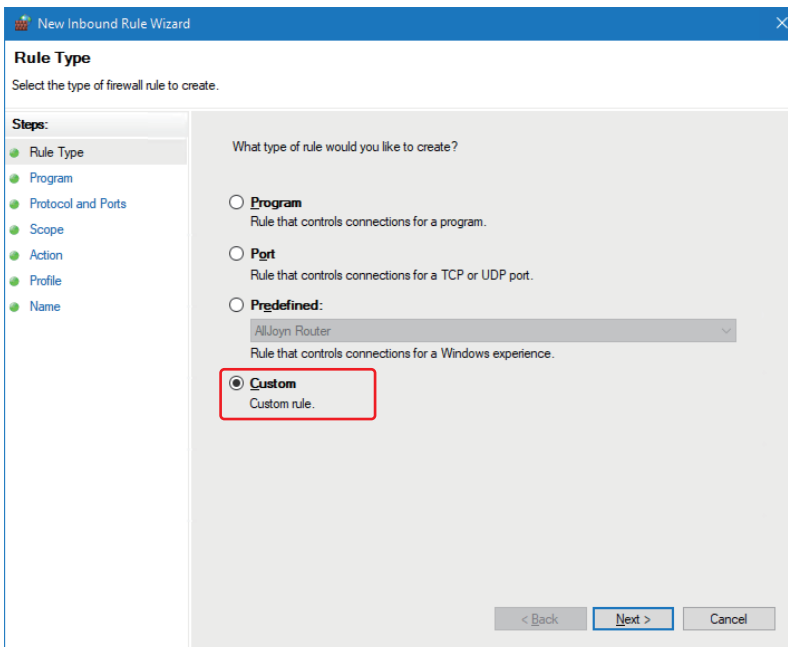 New Inbound Rule Wizard
Rule Type
Select the type of firewall rule to create.
Steps:
Rule Type
Program
Protocol and Ports
Scope
Action
Profile
Name
What type of rule would you like to create?
Program
Rule that controls connections for a program.
Port
Rule that controls connections for a TCP or UDP port.
Predefined:
AllJoyn Router
Rule that controls connections for a Windows experience.
Custom
Custom rule.
< Back Next > Cancel